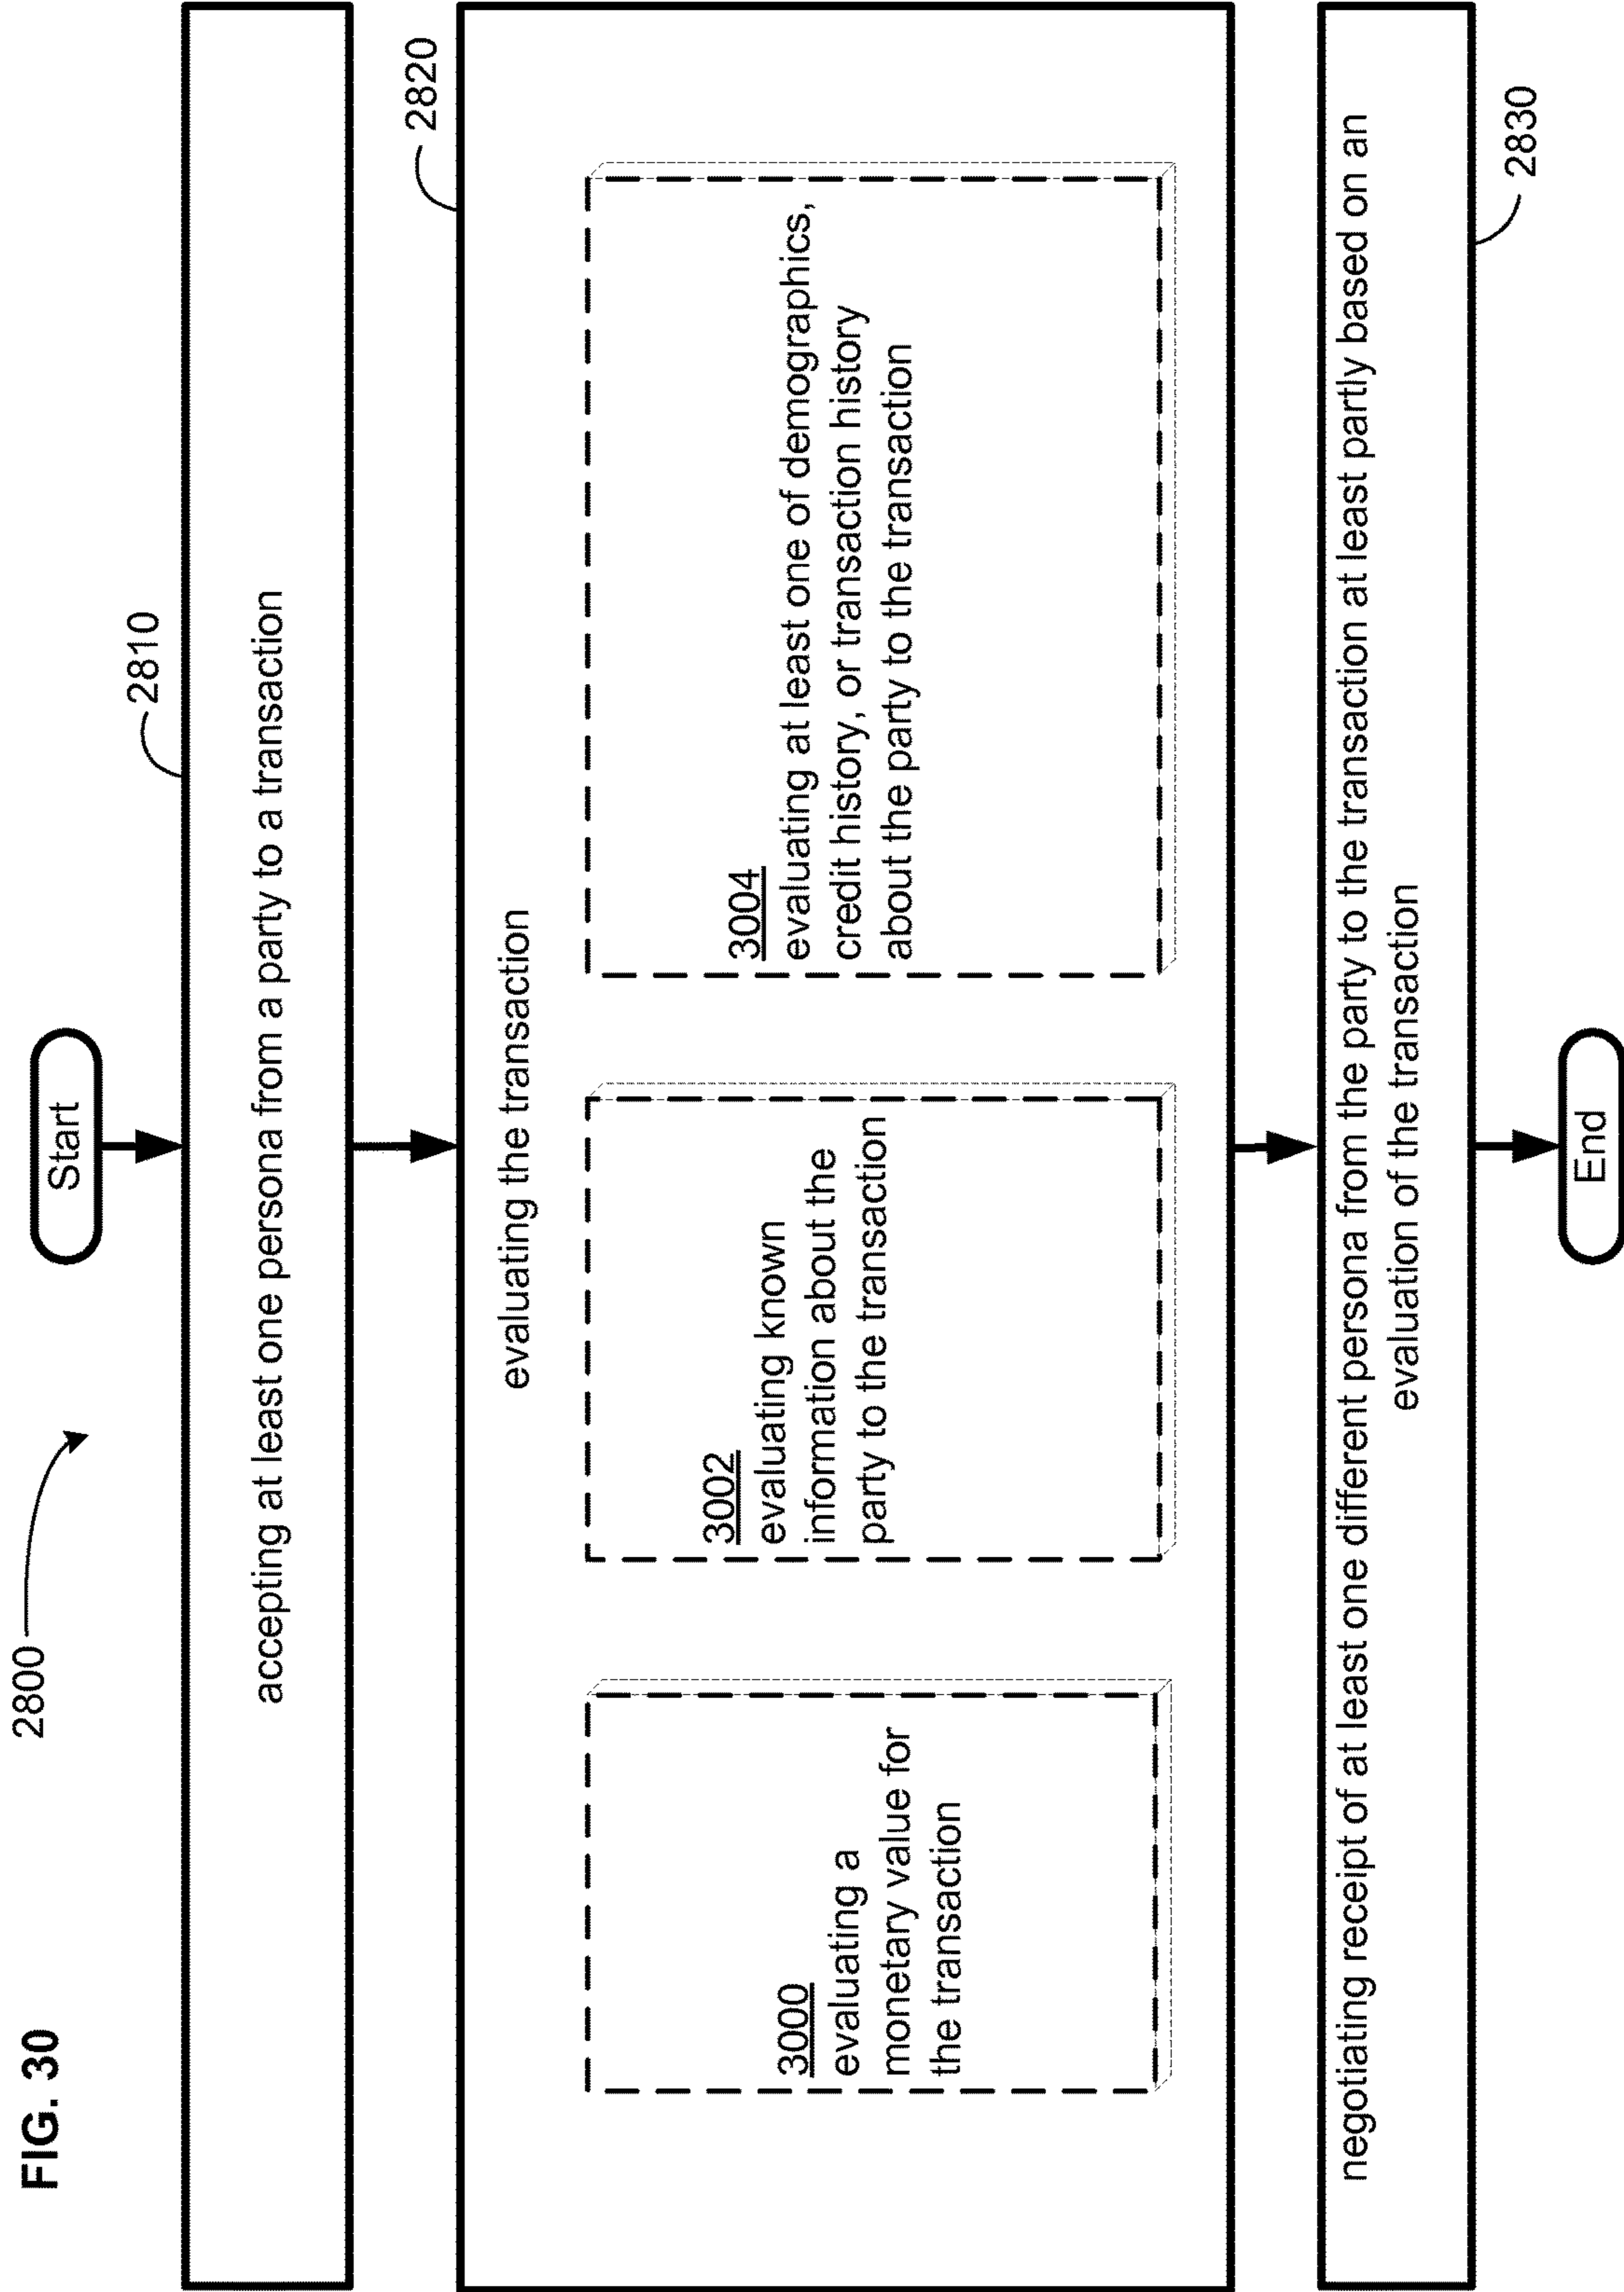 FIG. 30
2800
Start
2810
accepting at least one persona from a party to a transaction
2820
evaluating the transaction
3000
evaluating a
monetary value for
the transaction
3002
evaluating known
information about the
party to the transaction
3004
evaluating at least one of demographics,
credit history, or transaction history
about the party to the transaction
negotiating receipt of at least one different persona from the party to the transaction at least partly based on an
evaluation of the transaction
2830
End